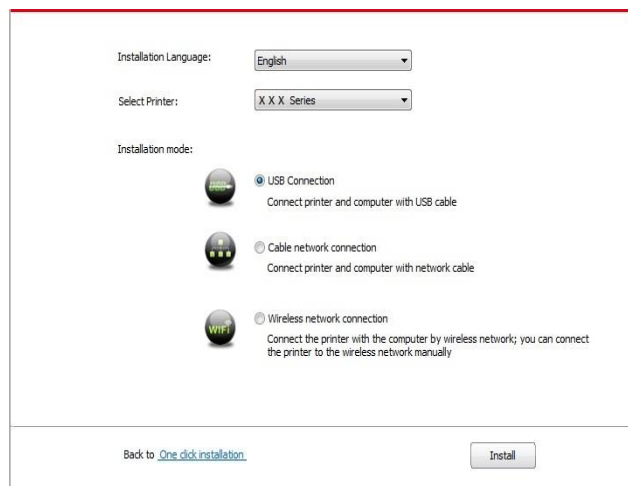 Installation Language:
English
Select Printer:
X X X Series
Installation mode:
USB
USB Connection
Connect printer and computer with USB cable
Cable network connection
Connect printer and computer with network cable
WiFi
Wireless network connection
Connect the printer with the computer by wireless network; you can connect
the printer to the wireless network manually
Back to One click installation
Install